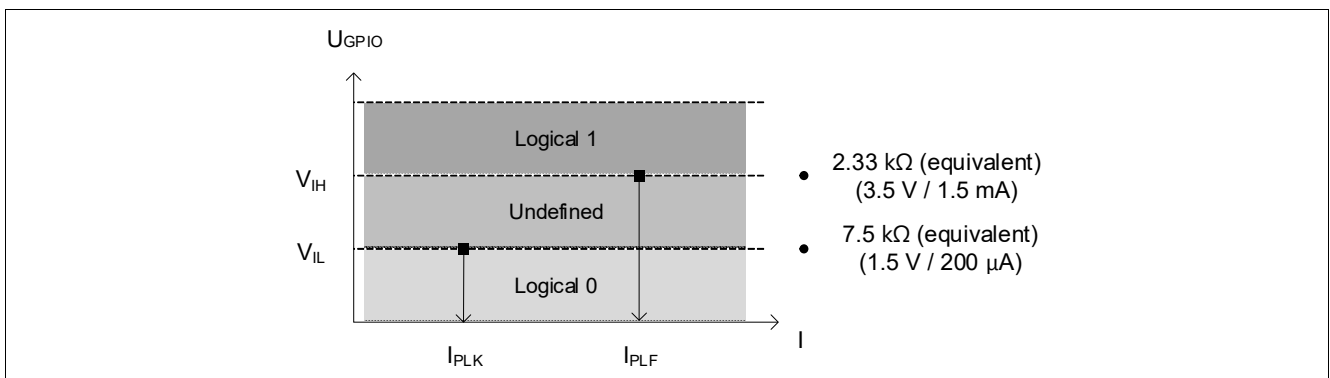 UGPIO
Logical 1
VIH
2.33 kΩ (equivalent)
(3.5 V / 1.5 mA)
Undefined
VIL
7.5 kΩ (equivalent)
(1.5 V / 200 μA)
Logical 0
I
IPLK
IPLF